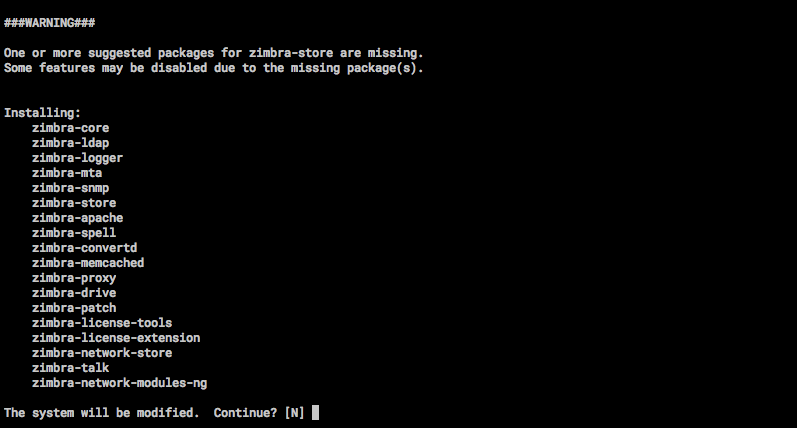 ###WARNING###
One or more suggested packages for zimbra-store are missing.
Some features may be disabled due to the missing package(s).
Installing:
zimbra-core
zimbra-ldap
zimbra-logger
zimbra-mta
zimbra-snmp
zimbra-store
zimbra-apache
zimbra-spell
zimbra-convertd
zimbra-memcached
zimbra-proxy
zimbra-drive
zimbra-patch
zimbra-license-tools
zimbra-license-extension
zimbra-network-store
zimbra-talk
zimbra-network-modules-ng
The system will be modified.  Continue? [N]